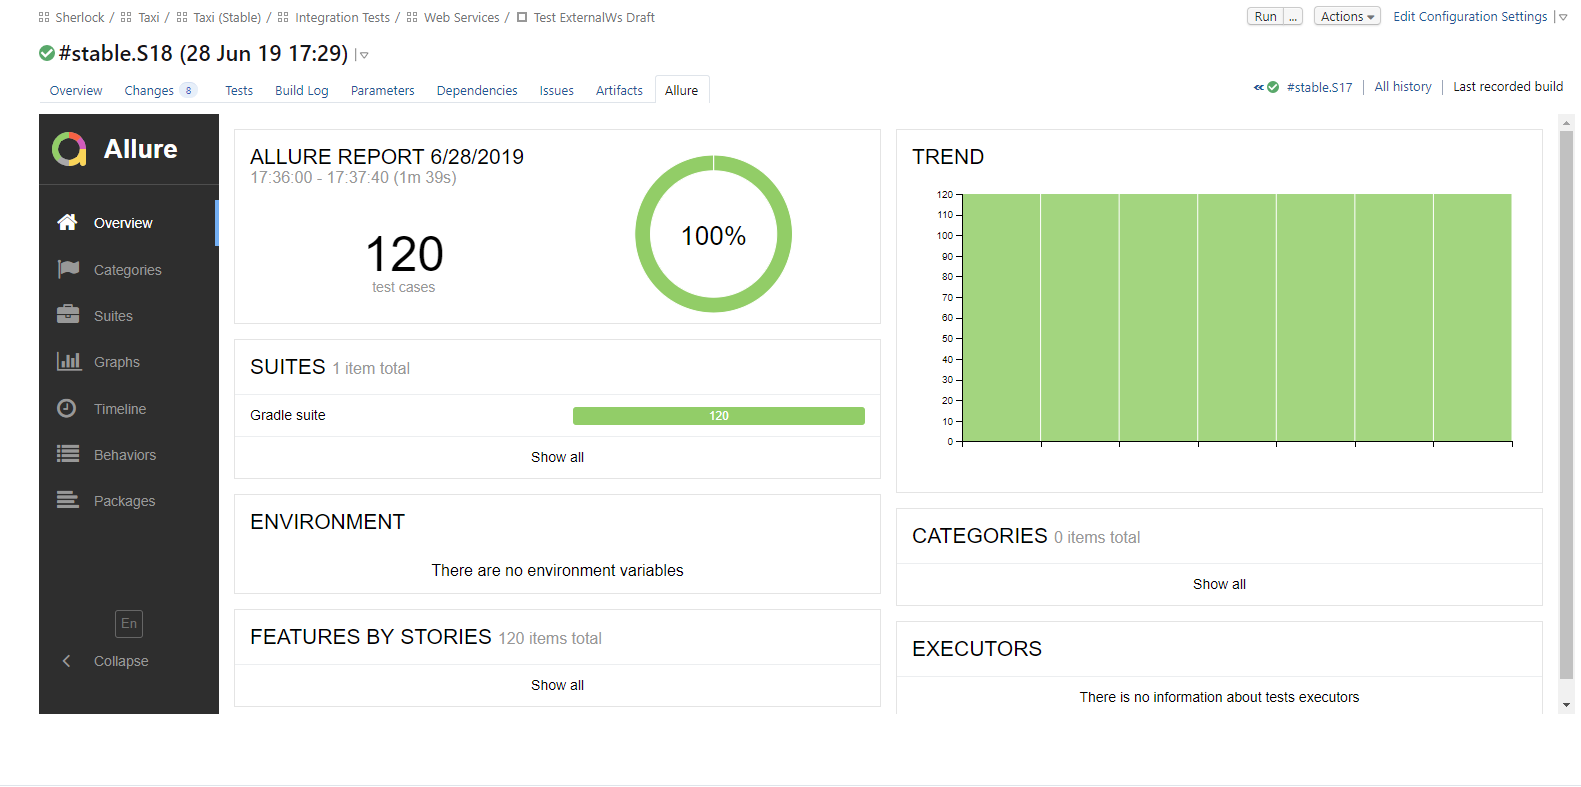 Sherlock / Taxi / Taxi (Stable) / Integration Tests / Web Services / Test ExternalWs Draft
Run ... Actions Edit Configuration Settings
#stable.S18 (28 Jun 19 17:29)
Overview Changes 8 Tests Build Log Parameters Dependencies Issues Artifacts Allure
#stable.S17 All history Last recorded build
Allure
Overview
Categories
Suites
Graphs
Timeline
Behaviors
Packages
En
Collapse
ALLURE REPORT 6/28/2019
17:36:00 - 17:37:40 (1m 39s)
120
test cases
100%
SUITES 1 item total
Gradle suite 120
Show all
ENVIRONMENT
There are no environment variables
FEATURES BY STORIES 120 items total
Show all
TREND
120
110
100
90
80
70
60
50
40
30
20
10
0
CATEGORIES 0 items total
Show all
EXECUTORS
There is no information about tests executors